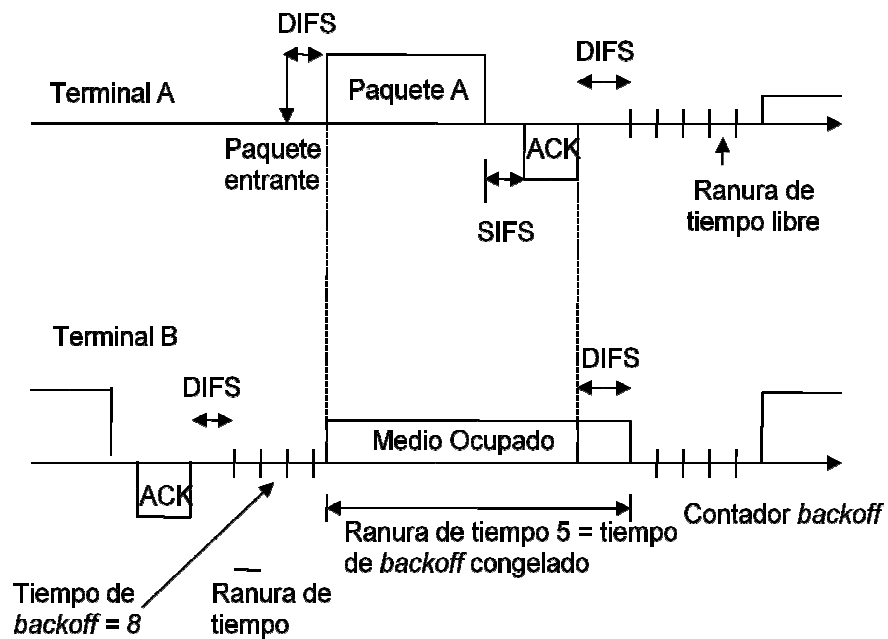 DIFS
DIFS
Terminal A
Paquete A
Paquete
entrante
ACK
Ranura de
tiempo libre
SIFS
Terminal B
DIFS
DIFS
Medio Ocupado
ACK
Ranura de tiempo 5 = tiempo
de backoff congelado
Contador backoff
Tiempo de
backoff = 8
Ranura de
tiempo